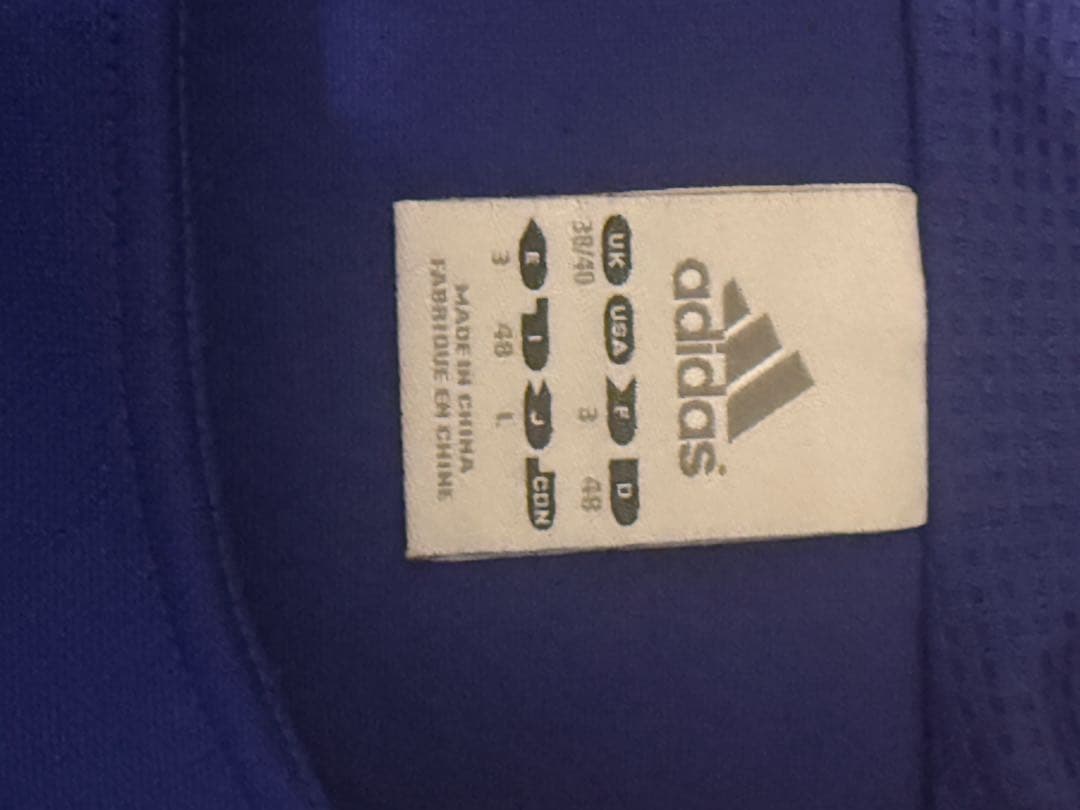 adidas
UK USA F D
38/40 3 48
E I J CDN
3 48 L
MADE IN CHINA
FABRIQUE EN CHINE